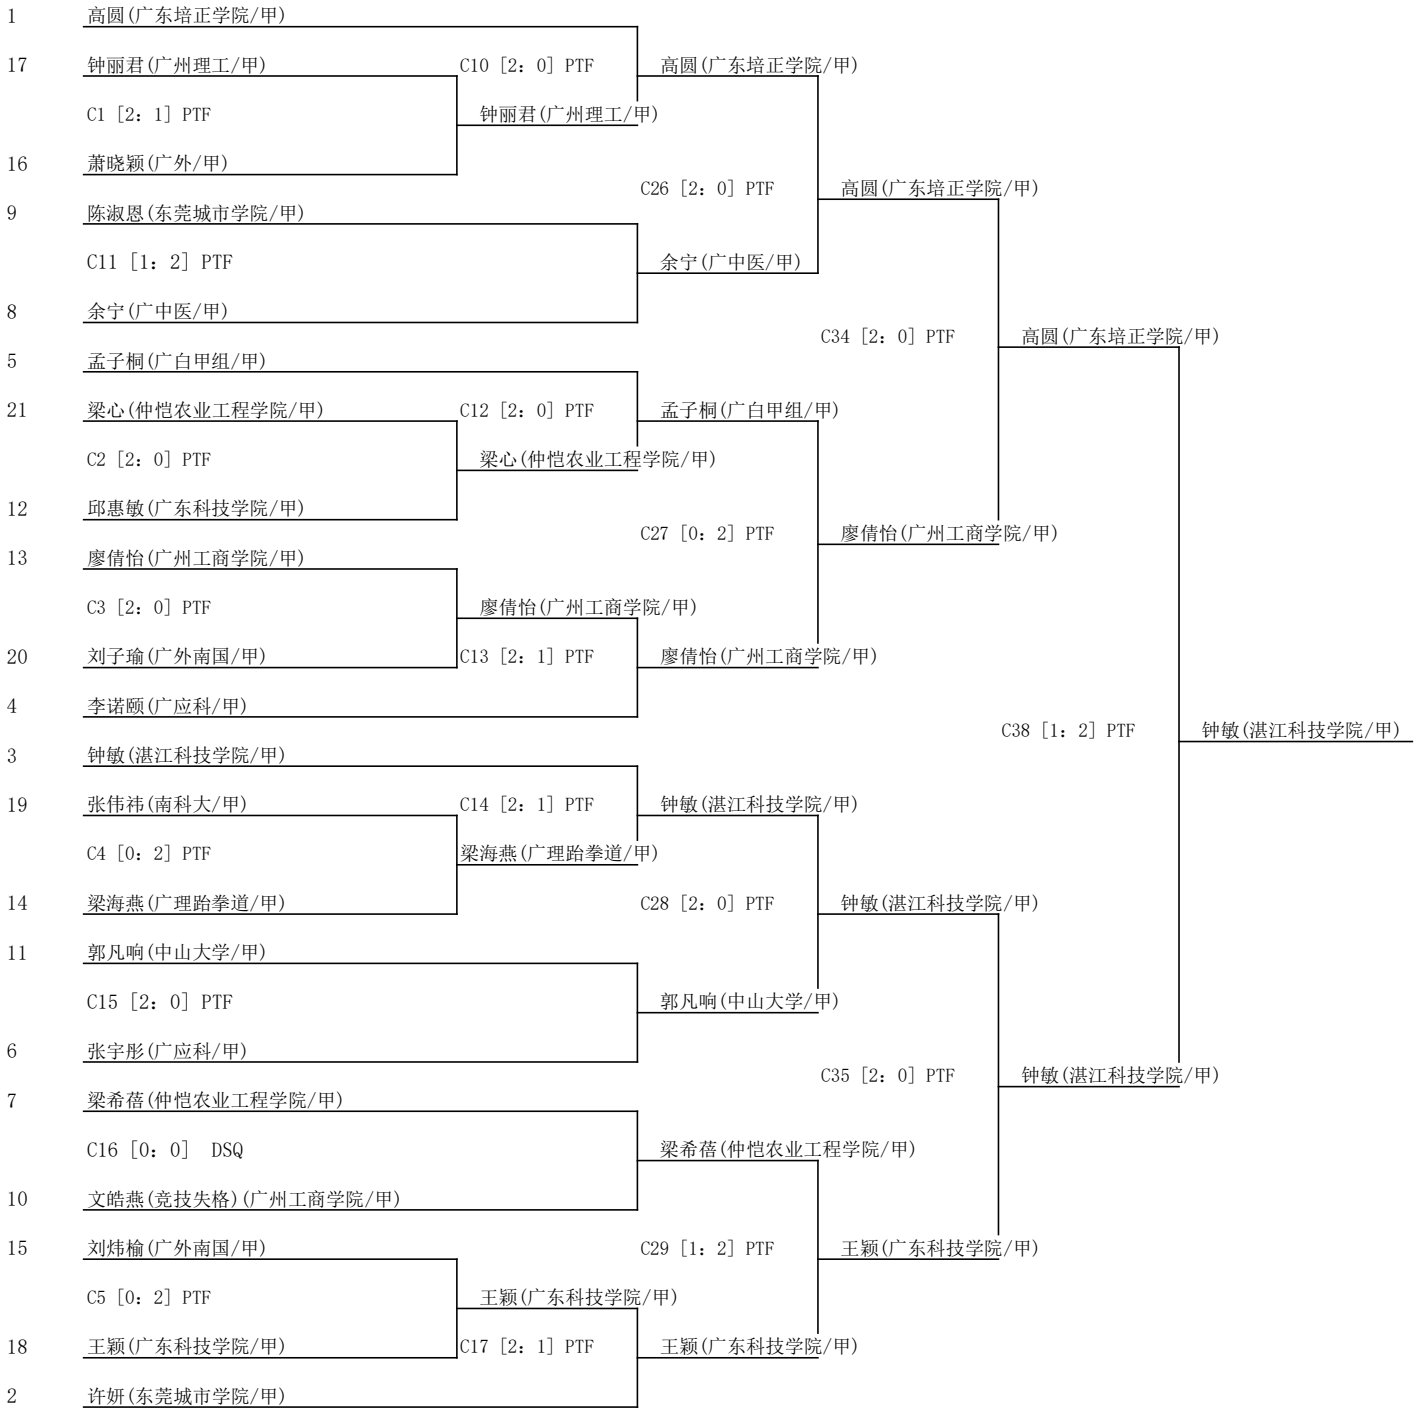 1 高圆(广东培正学院/甲)
17 钟丽君(广州理工/甲) C10 [2: 0] PTF 高圆(广东培正学院/甲)
C1 [2: 1] PTF 钟丽君(广州理工/甲)
16 萧晓颖(广外/甲)
C26 [2: 0] PTF 高圆(广东培正学院/甲)
9 陈淑恩(东莞城市学院/甲)
C11 [1: 2] PTF 余宁(广中医/甲)
8 余宁(广中医/甲)
C34 [2: 0] PTF 高圆(广东培正学院/甲)
5 孟子桐(广白甲组/甲)
21 梁心(仲恺农业工程学院/甲) C12 [2: 0] PTF 孟子桐(广白甲组/甲)
C2 [2: 0] PTF 梁心(仲恺农业工程学院/甲)
12 邱惠敏(广东科技学院/甲)
C27 [0: 2] PTF 廖倩怡(广州工商学院/甲)
13 廖倩怡(广州工商学院/甲)
C3 [2: 0] PTF 廖倩怡(广州工商学院/甲)
20 刘子瑜(广外南国/甲) C13 [2: 1] PTF 廖倩怡(广州工商学院/甲)
4 李诺颐(广应科/甲)
C38 [1: 2] PTF 钟敏(湛江科技学院/甲)
3 钟敏(湛江科技学院/甲)
19 张伟祎(南科大/甲) C14 [2: 1] PTF 钟敏(湛江科技学院/甲)
C4 [0: 2] PTF 梁海燕(广理跆拳道/甲)
14 梁海燕(广理跆拳道/甲) C28 [2: 0] PTF 钟敏(湛江科技学院/甲)
11 郭凡响(中山大学/甲)
C15 [2: 0] PTF 郭凡响(中山大学/甲)
6 张宇彤(广应科/甲)
C35 [2: 0] PTF 钟敏(湛江科技学院/甲)
7 梁希蓓(仲恺农业工程学院/甲)
C16 [0: 0] DSQ 梁希蓓(仲恺农业工程学院/甲)
10 文皓燕(竞技失格)(广州工商学院/甲)
15 刘炜榆(广外南国/甲) C29 [1: 2] PTF 王颖(广东科技学院/甲)
C5 [0: 2] PTF 王颖(广东科技学院/甲)
18 王颖(广东科技学院/甲) C17 [2: 1] PTF 王颖(广东科技学院/甲)
2 许妍(东莞城市学院/甲)